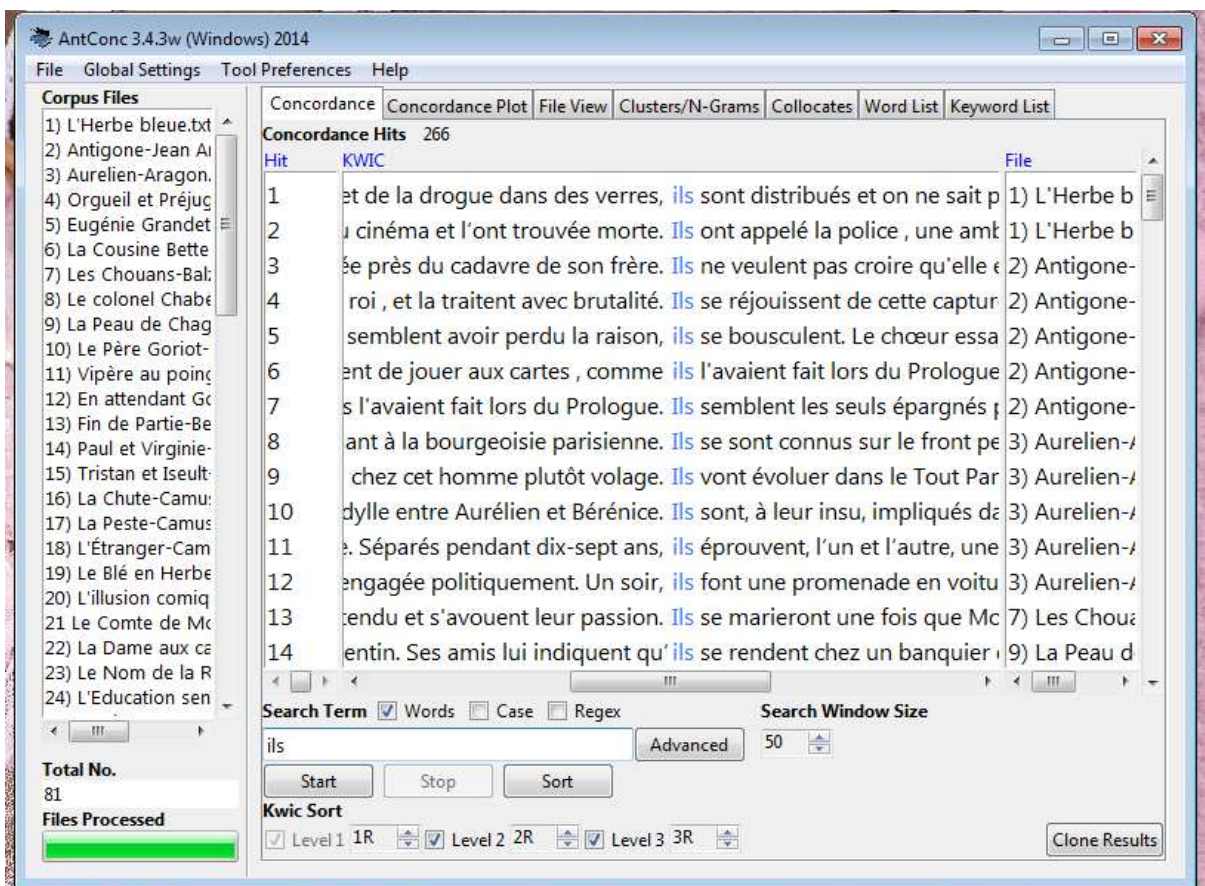 AntConc 3.4.3w (Windows) 2014
File Global Settings Tool Preferences Help
Corpus Files
1) L'Herbe bleue.txt
2) Antigone-Jean
3) Aurelien-Aragon.
4) Orgueil et Préjug
5) Eugénie Grandet
6) La Cousine Bette
7) Les Chouans-Bal
8) Le colonel Chabe
9) La Peau de Chag
10) Le Père Goriot-
11) Vipère au poing
12) En attendant Go
13) Fin de Partie-Be
14) Paul et Virginie-
15) Tristan et Iseult-
16) La Chute-Camus
17) La Peste-Camus
18) L'Étranger-Cam
19) Le Blé en Herbe
20) L'illusion comiq
21 Le Comte de Mo
22) La Dame aux ca
23) Le Nom de la R
24) L'Education sen
Total No.
81
Files Processed
Concordance Concordance Plot File View Clusters/N-Grams Collocates Word List Keyword List
Concordance Hits 266
Hit KWIC File
1 et de la drogue dans des verres, ils sont distribués et on ne sait p 1) L'Herbe b
2 u cinéma et l'ont trouvée morte. Ils ont appelé la police , une amb 1) L'Herbe b
3 ée près du cadavre de son frère. Ils ne veulent pas croire qu'elle e 2) Antigone-
4 roi , et la traitent avec brutalité. Ils se réjouissent de cette captur 2) Antigone-
5 semblent avoir perdu la raison, ils se bousculent. Le chœur essa 2) Antigone-
6 ent de jouer aux cartes , comme ils l'avaient fait lors du Prologue 2) Antigone-
7 s l'avaient fait lors du Prologue. Ils semblent les seuls épargnés p 2) Antigone-
8 ant à la bourgeoisie parisienne. Ils se sont connus sur le front pe 3) Aurelien-A
9 chez cet homme plutôt volage. Ils vont évoluer dans le Tout Par 3) Aurelien-A
10 dylle entre Aurélien et Bérénice. Ils sont, à leur insu, impliqués da 3) Aurelien-A
11 e. Séparés pendant dix-sept ans, ils éprouvent, l'un et l'autre, une 3) Aurelien-A
12 engagée politiquement. Un soir, ils font une promenade en voitu 3) Aurelien-A
13 tendu et s'avouent leur passion. Ils se marieront une fois que Mo 7) Les Choua
14 entin. Ses amis lui indiquent qu' ils se rendent chez un banquier 9) La Peau d
Search Term Words Case Regex Search Window Size
ils Advanced 50
Start Stop Sort
Kwic Sort
Level 1 1R Level 2 2R Level 3 3R Clone Results